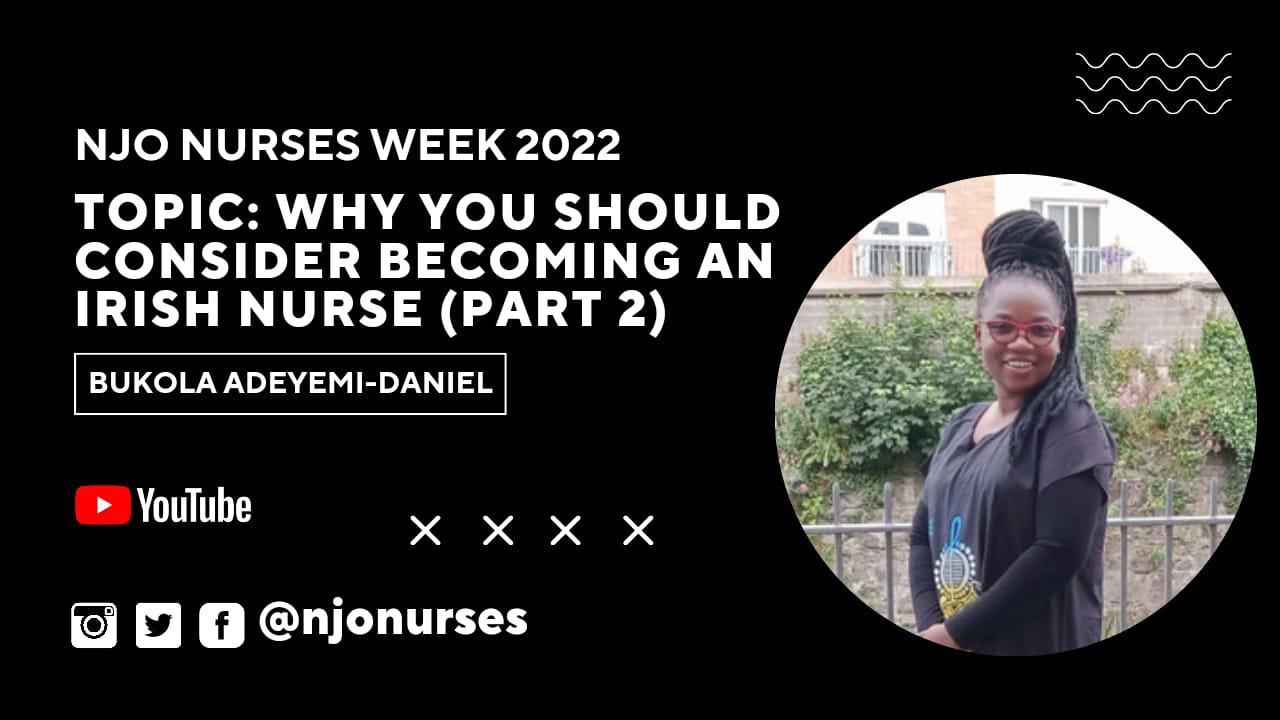 NJO NURSES WEEK 2022
TOPIC: WHY YOU SHOULD
CONSIDER BECOMING AN
IRISH NURSE (PART 2)
BUKOLA ADEYEMI-DANIEL
YouTube
@njonurses